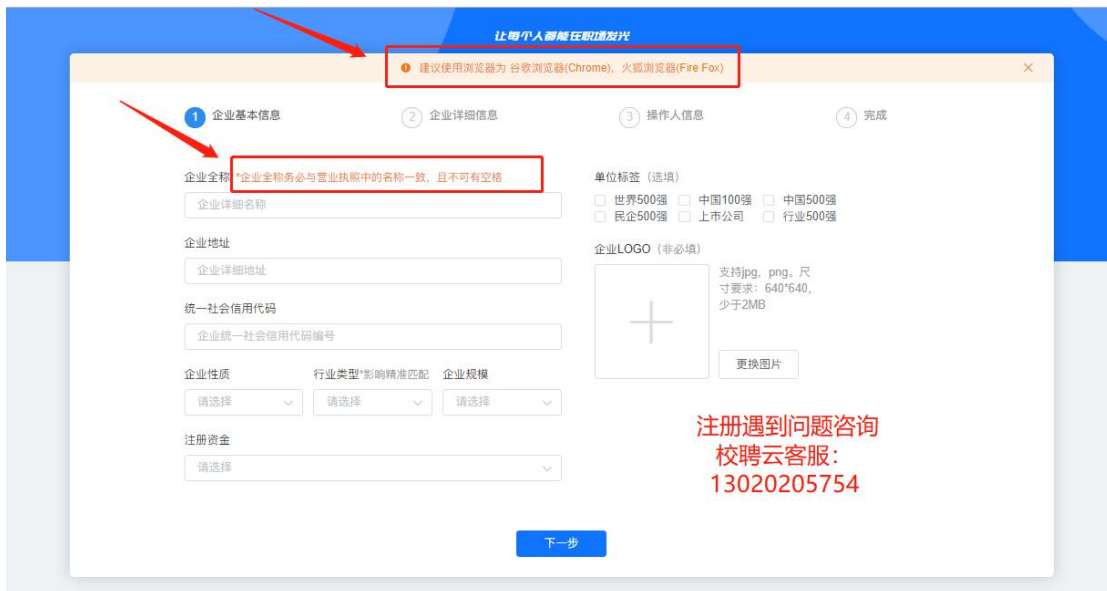 让每个人都能在职场发光
建议使用浏览器为 谷歌浏览器(Chrome)，火狐浏览器(Fire Fox)
1 企业基本信息
2 企业详细信息
3 操作人信息
4 完成
企业全称 *企业全称务必与营业执照中的名称一致，且不可有空格
企业详细名称
企业地址
企业详细地址
统一社会信用代码
企业统一社会信用代码编号
企业性质 行业类型*影响精准匹配 企业规模
请选择 请选择 请选择
注册资金
请选择
单位标签（选填）
世界500强 中国100强 中国500强
民企500强 上市公司 行业500强
企业LOGO（非必填）
支持jpg，png。尺
寸要求：640*640，
少于2MB
更换图片
注册遇到问题咨询
校聘云客服：
13020205754
下一步